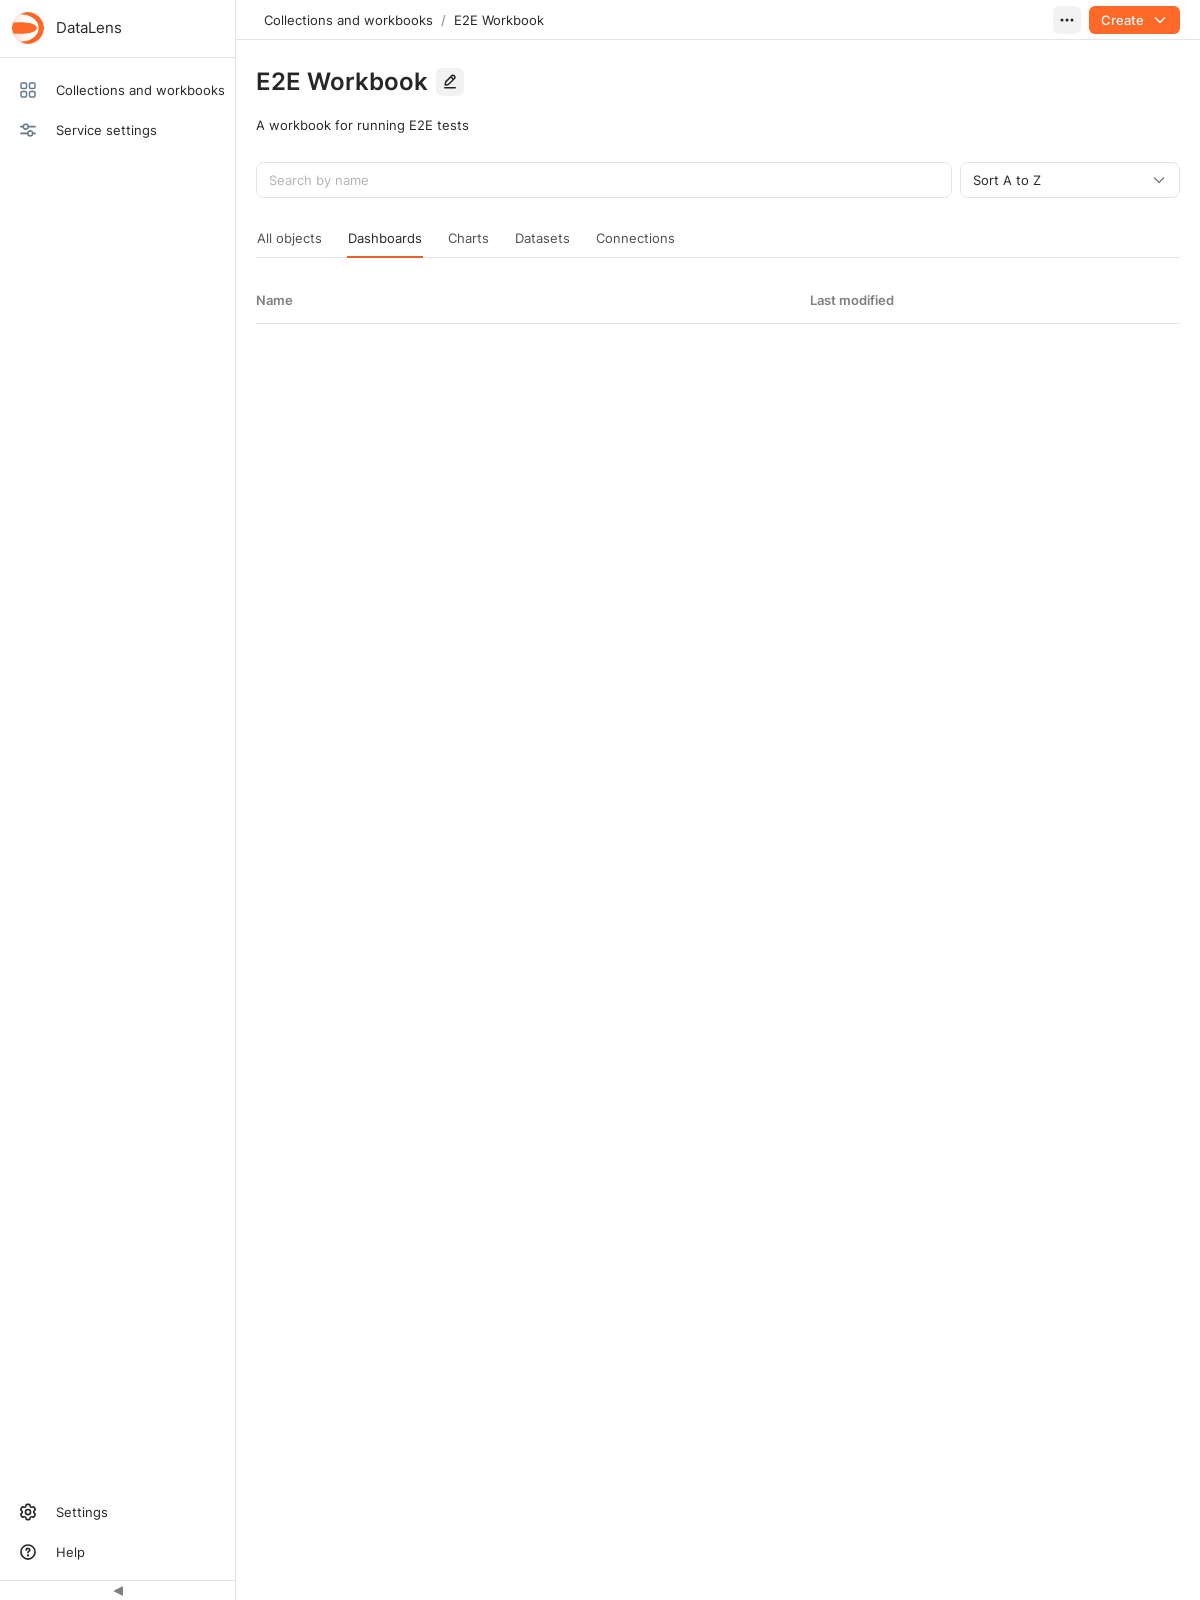 DataLens
Collections and workbooks / E2E Workbook
Create
Collections and workbooks
Service settings
E2E Workbook
A workbook for running E2E tests
Search by name
Sort A to Z
All objects
Dashboards
Charts
Datasets
Connections
Name
Last modified
Settings
Help